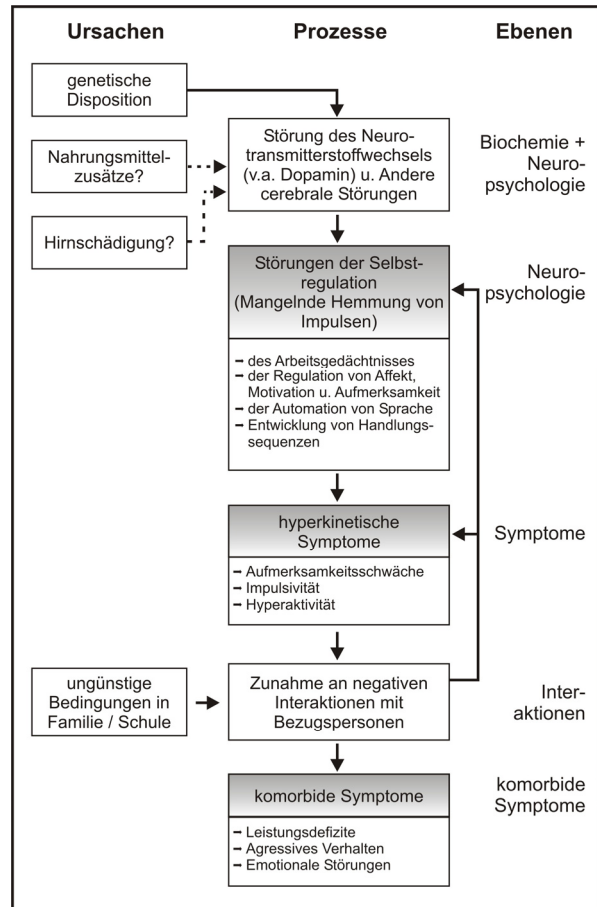 Ursachen
Prozesse
Ebenen
genetische
Disposition
Nahrungsmittel-
zusätze?
Hirnschädigung?
Störung des Neuro-
transmitterstoffwechsels
(v.a. Dopamin) u. Andere
cerebrale Störungen
Biochemie +
Neuro-
psychologie
Störungen der Selbst-
regulation
(Mangelnde Hemmung von
Impulsen)
Neuro-
psychologie
– des Arbeitsgedächtnisses
– der Regulation von Affekt,
Motivation u. Aufmerksamkeit
– der Automation von Sprache
– Entwicklung von Handlungs-
sequenzen
hyperkinetische
Symptome
Symptome
– Aufmerksamkeitsschwäche
– Impulsivität
– Hyperaktivität
ungünstige
Bedingungen in
Familie / Schule
Zunahme an negativen
Interaktionen mit
Bezugspersonen
Inter-
aktionen
komorbide Symptome
komorbide
Symptome
– Leistungsdefizite
– Agressives Verhalten
– Emotionale Störungen